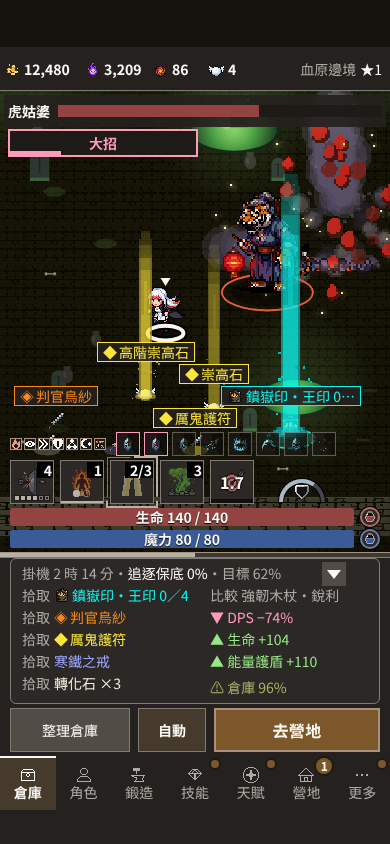 12,480 3,209 86 4 血原邊境 ★1
虎姑婆
大招
◆高階崇高石
◆崇高石
◈判官烏紗
鎮嶽印・王印 0…
◆厲鬼護符
4 1 2/3 3 1.7
生命 140 / 140
魔力 80 / 80
掛機 2 時 14 分・追逐保底 0%・目標 62%
拾取 鎮嶽印・王印 0／4
比較 強韌木杖・銳利
拾取 ◈判官烏紗
▼ DPS −74%
拾取 ◆厲鬼護符
▲ 生命 +104
拾取 寒鐵之戒
▲ 能量護盾 +110
拾取 轉化石 ×3
⚠ 倉庫 96%
整理倉庫
自動
去營地
1
倉庫 角色 鍛造 技能 天賦 營地 更多